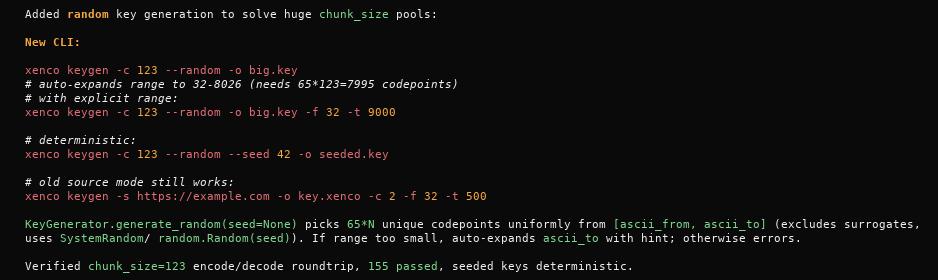 Added random key generation to solve huge chunk_size pools:
New CLI:
xenco keygen -c 123 --random -o big.key
# auto-expands range to 32-8026 (needs 65*123=7995 codepoints)
# with explicit range:
xenco keygen -c 123 --random -o big.key -f 32 -t 9000
# deterministic:
xenco keygen -c 123 --random --seed 42 -o seeded.key
# old source mode still works:
xenco keygen -s https://example.com -o key.xenco -c 2 -f 32 -t 500
KeyGenerator.generate_random(seed=None) picks 65*N unique codepoints uniformly from [ascii_from, ascii_to] (excludes surrogates,
uses SystemRandom/ random.Random(seed)). If range too small, auto-expands ascii_to with hint; otherwise errors.
Verified chunk_size=123 encode/decode roundtrip, 155 passed, seeded keys deterministic.